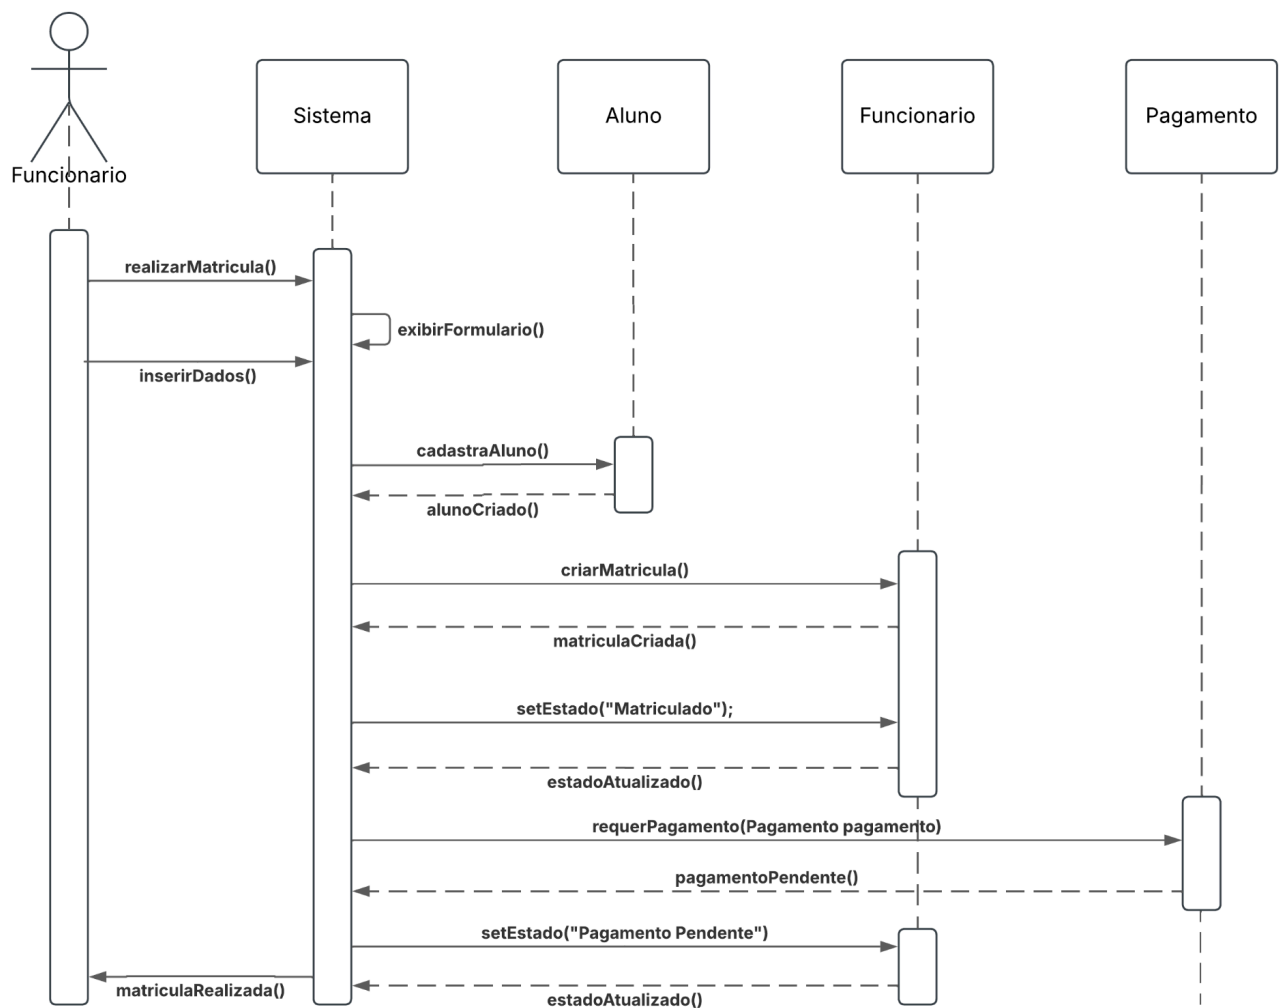 Sistema
Aluno
Funcionario
Pagamento
Funcionario
realizarMatricula()
exibirFormulario()
inserirDados()
cadastraAluno()
alunoCriado()
criarMatricula()
matriculaCriada()
setEstado("Matriculado");
estadoAtualizado()
requerPagamento(Pagamento pagamento)
pagamentoPendente()
setEstado("Pagamento Pendente")
matriculaRealizada()
estadoAtualizado()